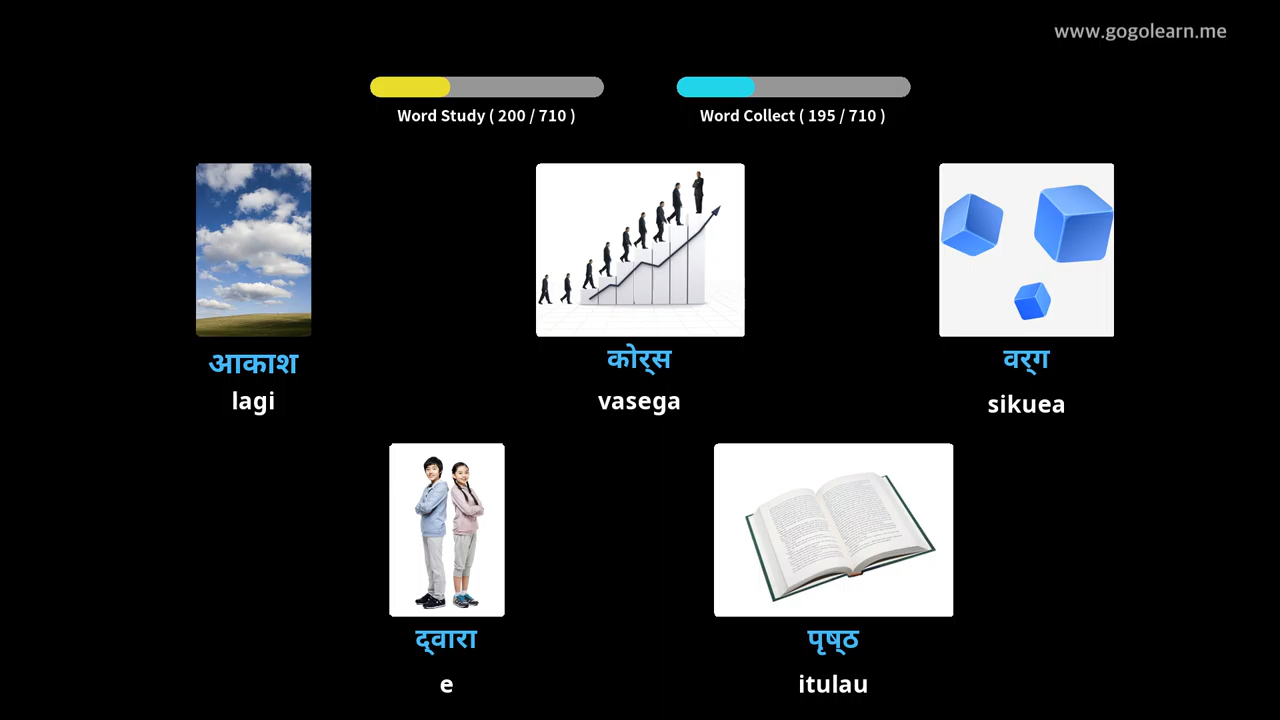 www.gogolearn.me
Word Study ( 200 / 710 )
Word Collect ( 195 / 710 )
आकाश
lagi
कोर्स
vasega
वर्ग
sikuea
द्वारा
e
पृष्ठ
itulau